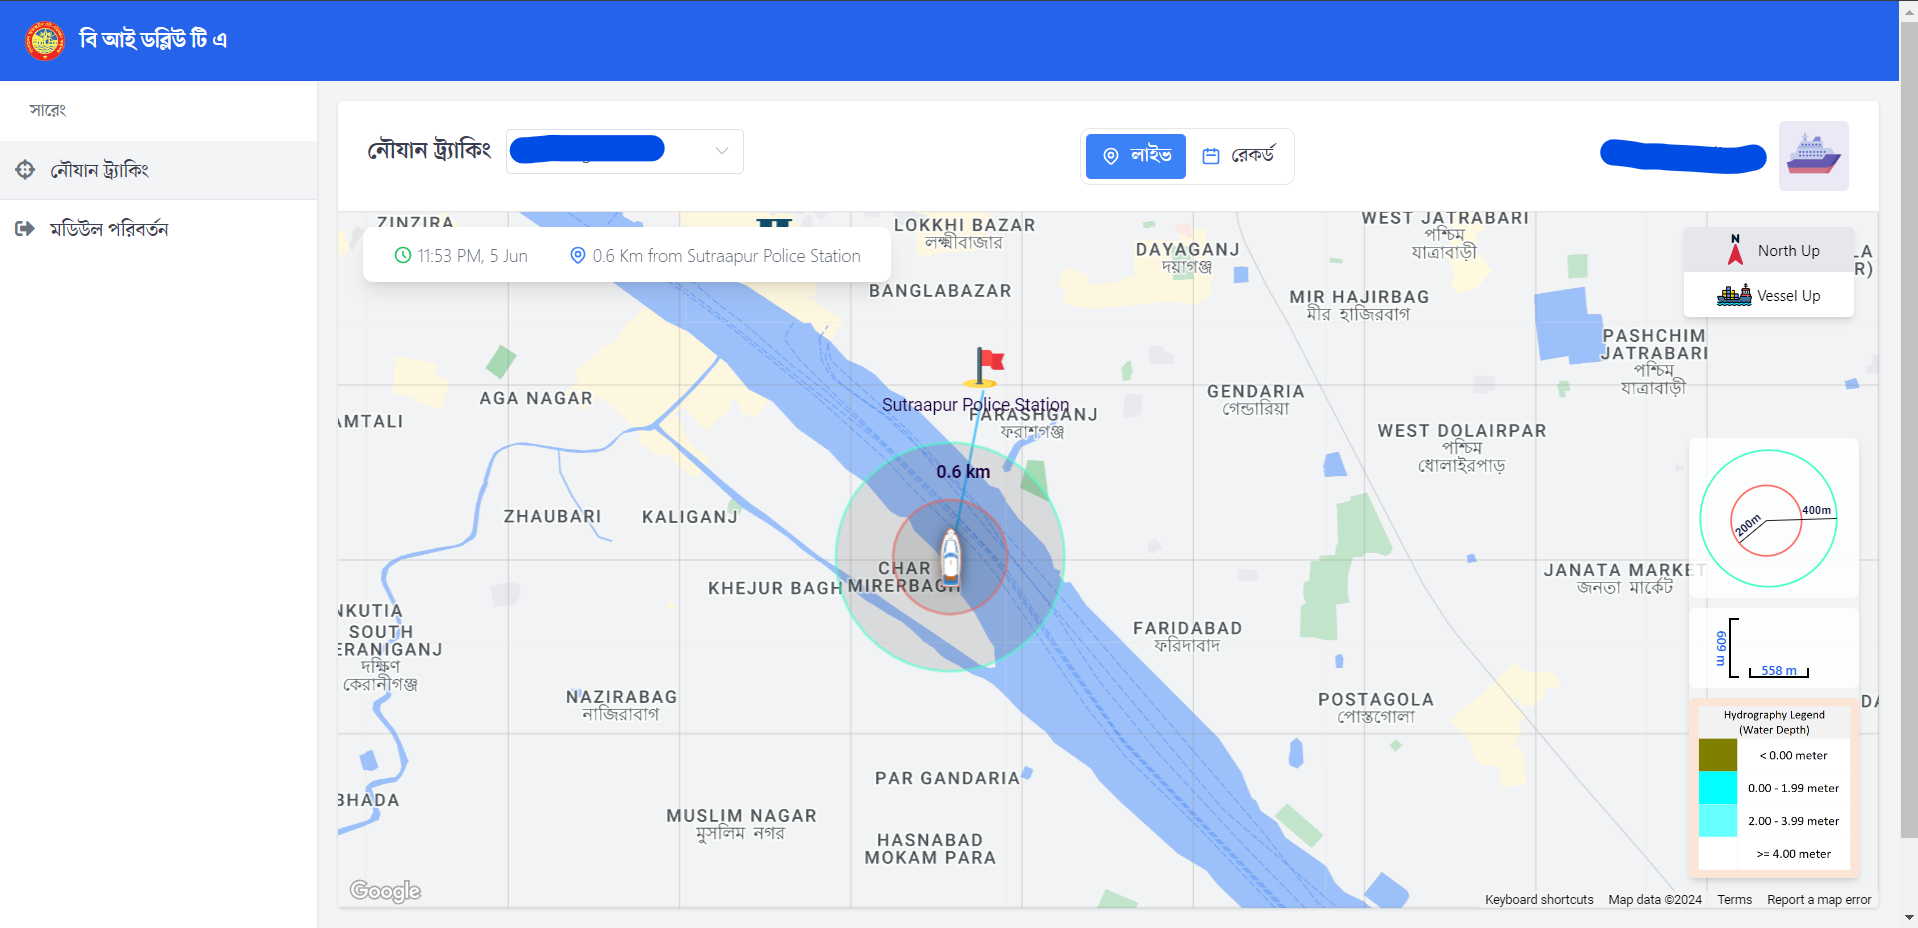 বি আই ডব্লিউ টি এ
সারেং
নৌযান ট্র্যাকিং
মডিউল পরিবর্তন
নৌযান ট্র্যাকিং
লাইভ
রেকর্ড
11:53 PM, 5 Jun
0.6 Km from Sutraapur Police Station
North Up
Vessel Up
ZINZIRA
LOKKHI BAZAR
লক্ষ্মীবাজার
DAYAGANJ
দয়াগঞ্জ
WEST JATRABARI
পশ্চিম
যাত্রাবাড়ী
BANGLABAZAR
MIR HAJIRBAG
মীর হাজিরবাগ
PASHCHIM
JATRABARI
পশ্চিম
যাত্রাবাড়ী
AGA NAGAR
Sutraapur Police Station
FARASHGANJ
ফরাশগঞ্জ
GENDARIA
গেন্ডারিয়া
AMTALI
WEST DOLAIRPAR
পশ্চিম
ধোলাইরপাড়
0.6 km
ZHAUBARI
KALIGANJ
400m
200m
CHAR
MIRERBAGH
KHEJUR BAGH
JANATA MARKET
জনতা মার্কেট
NKUTIA
SOUTH
ERANIGANJ
দক্ষিণ
কেরানীগঞ্জ
FARIDABAD
ফরিদাবাদ
609 m
558 m
NAZIRABAG
নাজিরাবাগ
POSTAGOLA
পোস্তগোলা
Hydrography Legend
(Water Depth)
< 0.00 meter
0.00 - 1.99 meter
2.00 - 3.99 meter
>= 4.00 meter
PAR GANDARIA
BHADA
MUSLIM NAGAR
মুসলিম নগর
HASNABAD
MOKAM PARA
Google
Keyboard shortcuts
Map data ©2024
Terms
Report a map error